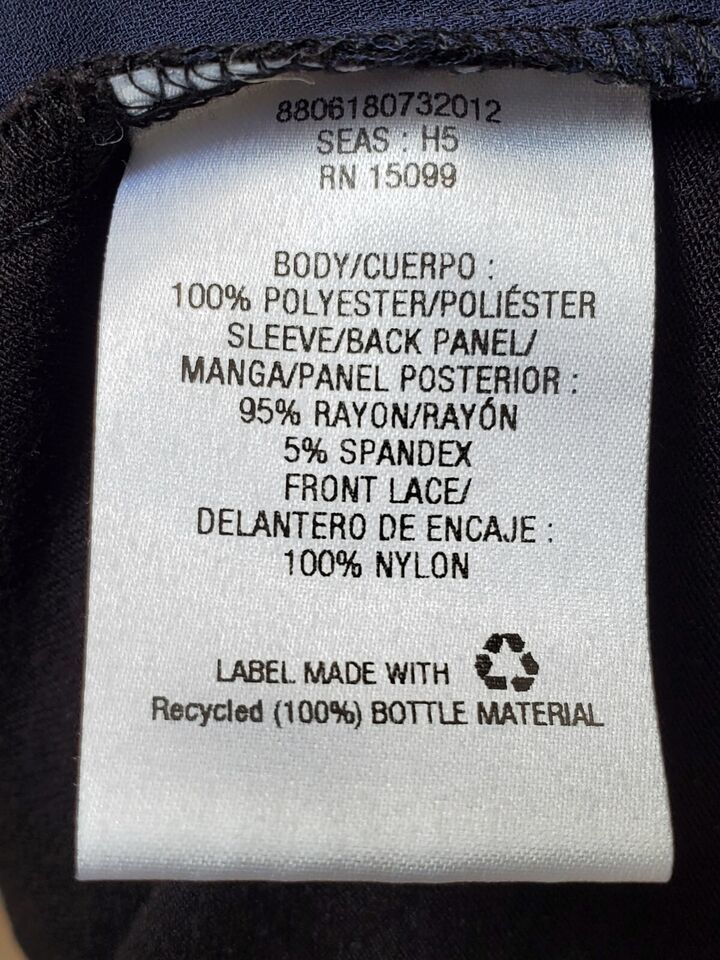 8806180732012
SEAS : H5
RN 15099
BODY/CUERPO :
100% POLYESTER/POLIÉSTER
SLEEVE/BACK PANEL/
MANGA/PANEL POSTERIOR :
95% RAYON/RAYÓN
5% SPANDEX
FRONT LACE/
DELANTERO DE ENCAJE :
100% NYLON
LABEL MADE WITH
Recycled (100%) BOTTLE MATERIAL